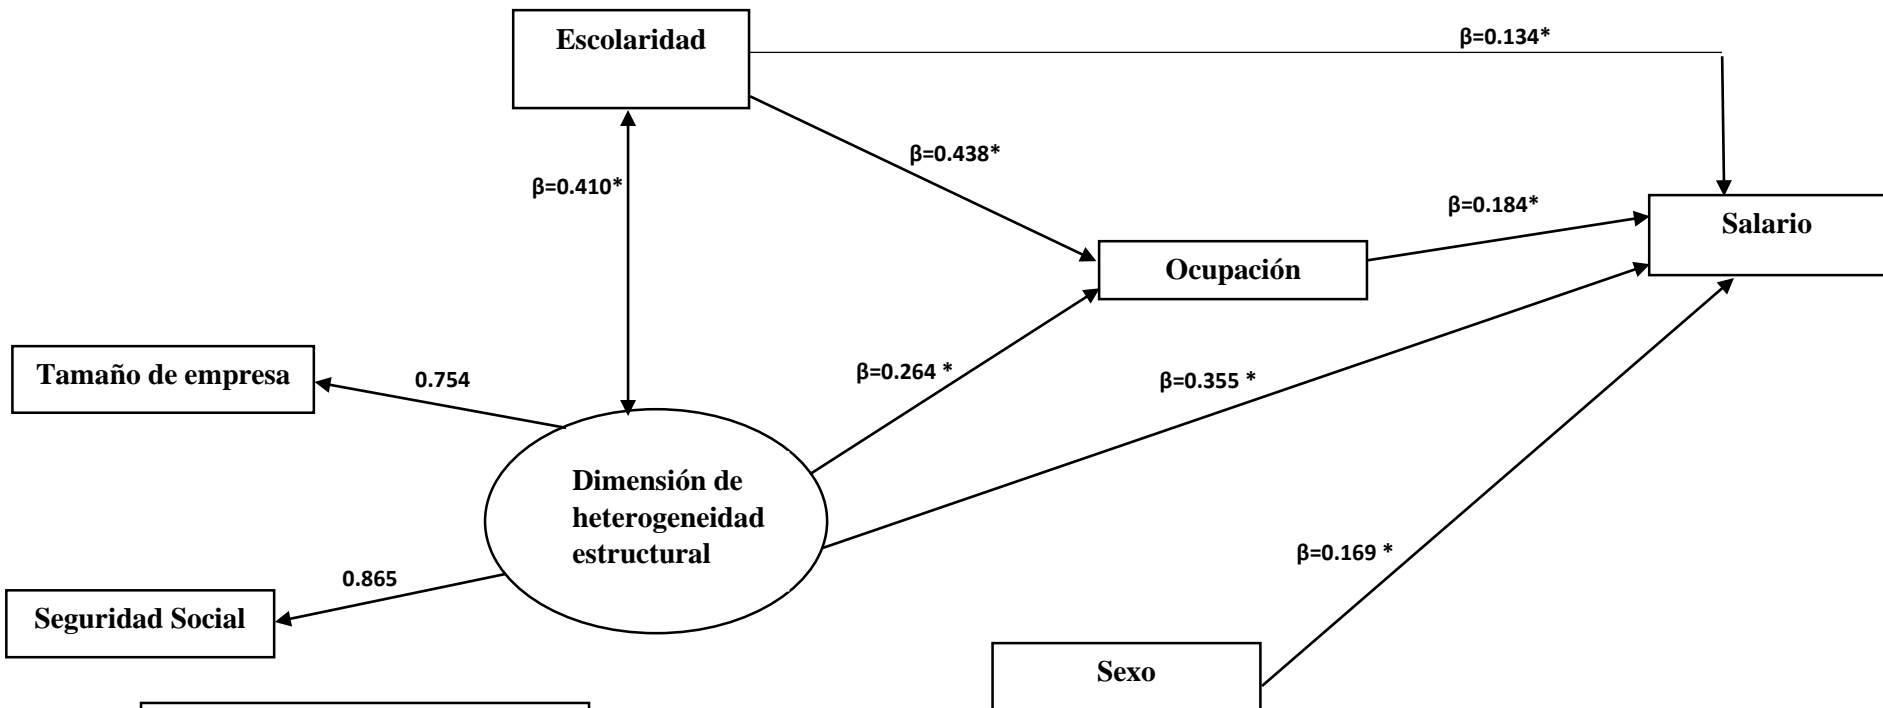 Escolaridad
β=0.134*
β=0.438*
β=0.410*
β=0.184*
Salario
Ocupación
Tamaño de empresa
0.754
β=0.264 *
β=0.355 *
Dimensión de
heterogeneidad
estructural
β=0.169 *
0.865
Seguridad Social
Sexo